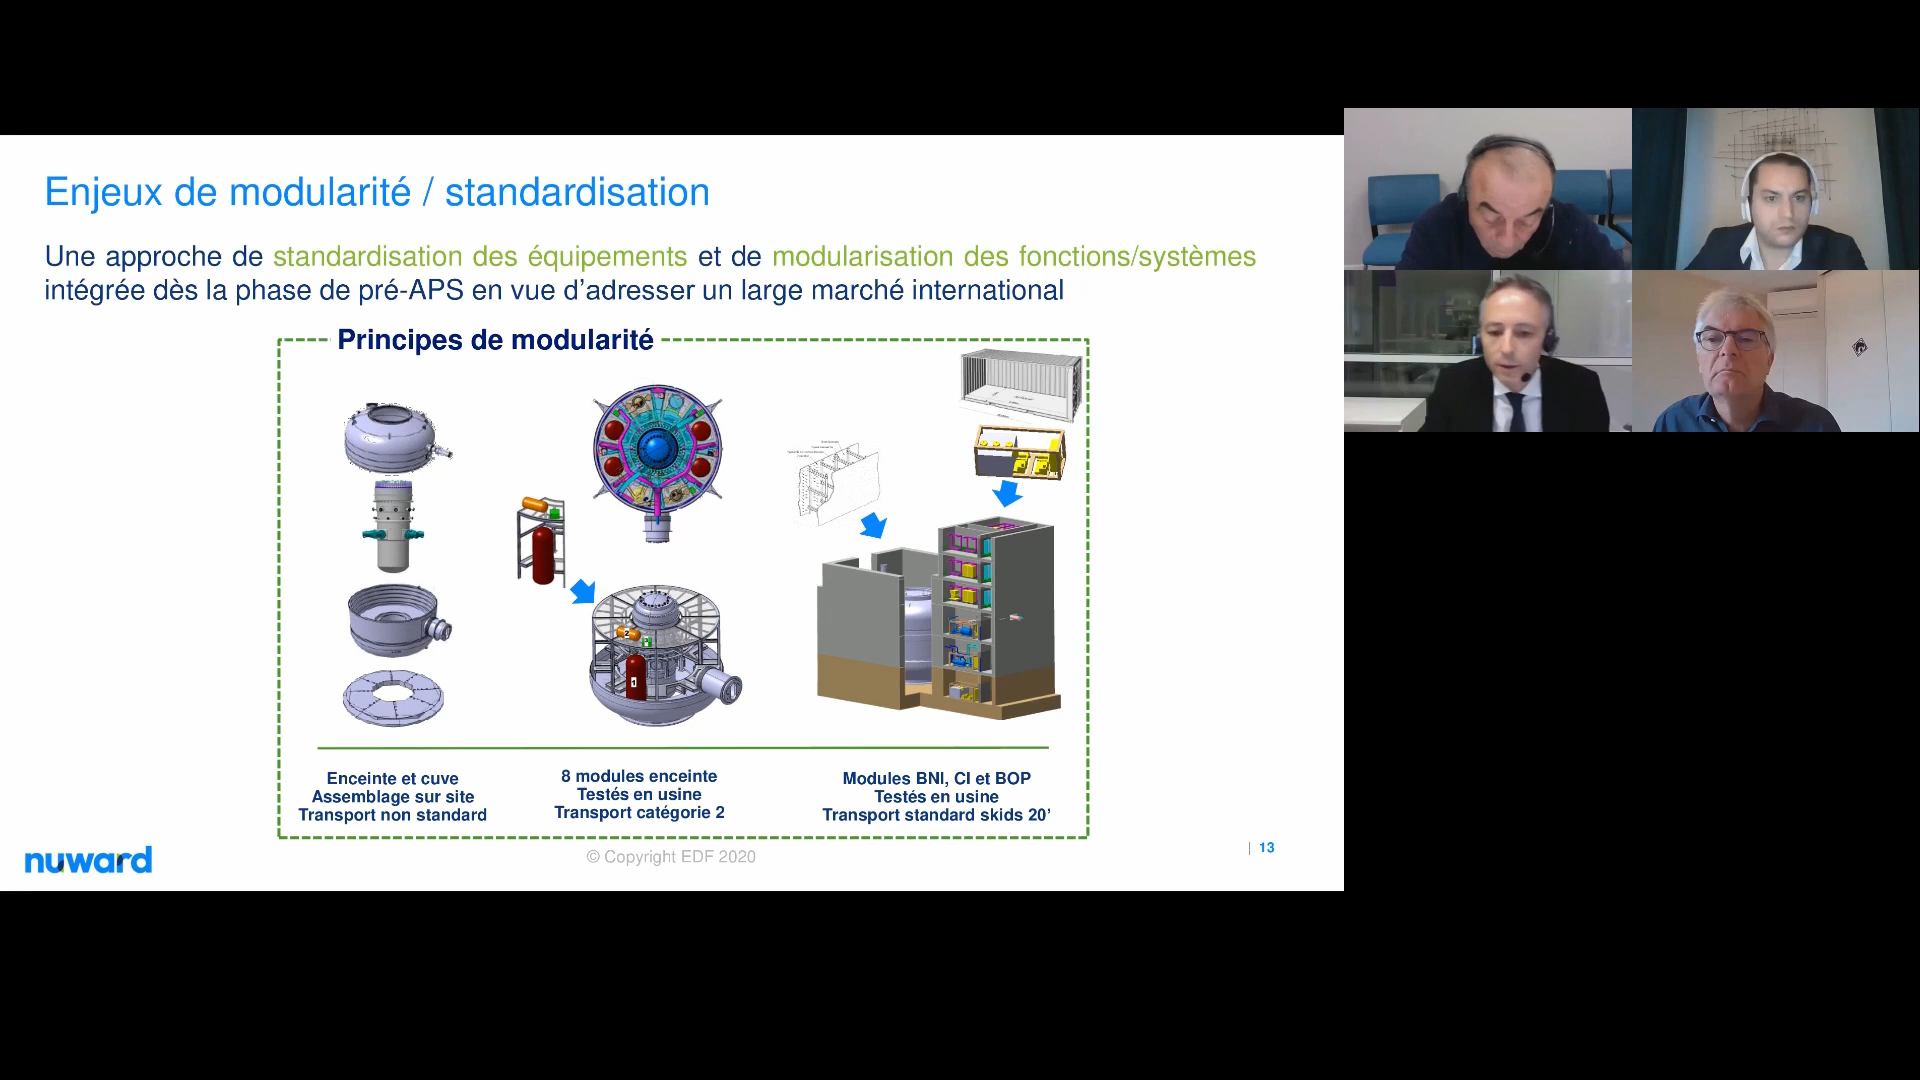 Enjeux de modularité / standardisation
Une approche de standardisation des équipements et de modularisation des fonctions/systèmes
intégrée dès la phase de pré-APS en vue d’adresser un large marché international
Principes de modularité
2
1
Enceinte et cuve
Assemblage sur site
Transport non standard
8 modules enceinte
Testés en usine
Transport catégorie 2
Modules BNI, CI et BOP
Testés en usine
Transport standard skids 20’
nuward
© Copyright EDF 2020
| 13